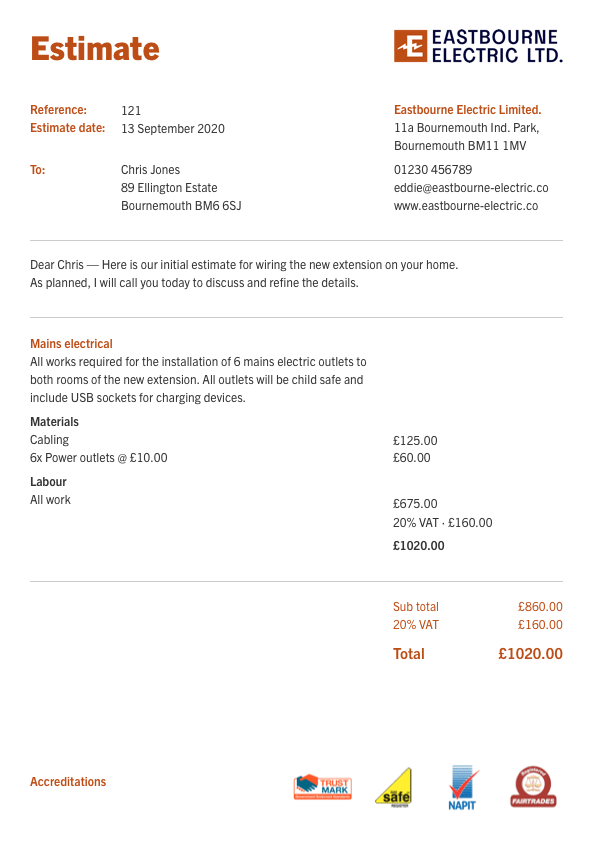 Estimate
EASTBOURNE
ELECTRIC LTD.
Reference: 121
Estimate date: 13 September 2020
To: Chris Jones
89 Ellington Estate
Bournemouth BM6 6SJ
Eastbourne Electric Limited.
11a Bournemouth Ind. Park,
Bournemouth BM11 1MV
01230 456789
eddie@eastbourne-electric.co
www.eastbourne-electric.co
Dear Chris — Here is our initial estimate for wiring the new extension on your home.
As planned, I will call you today to discuss and refine the details.
Mains electrical
All works required for the installation of 6 mains electric outlets to
both rooms of the new extension. All outlets will be child safe and
include USB sockets for charging devices.
Materials
Cabling £125.00
6x Power outlets @ £10.00 £60.00
Labour
All work £675.00
20% VAT · £160.00
£1020.00
Sub total £860.00
20% VAT £160.00
Total £1020.00
Accreditations
TRUST
MARK
safe
REGISTER
NAPIT
Registered
FAIRTRADES